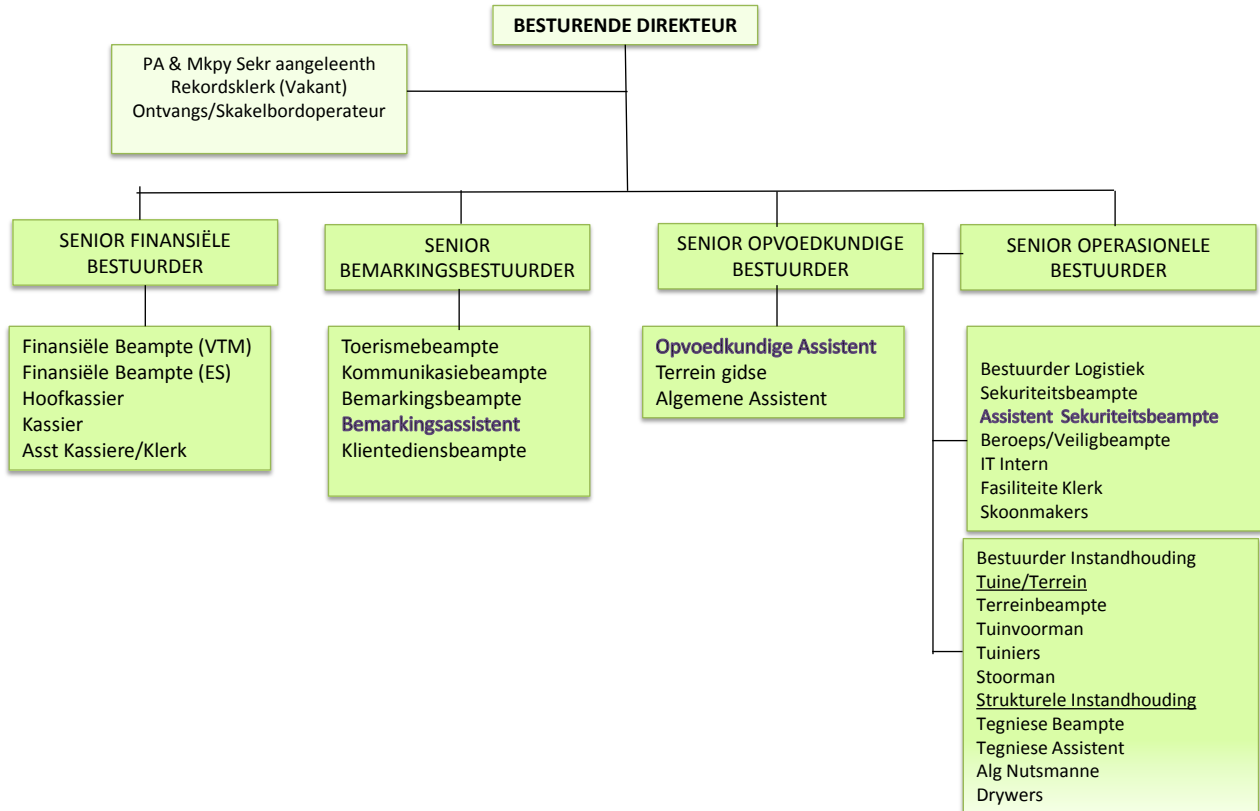 BESTURENDE DIREKTEUR
PA & Mkpy Sekr aangeleenth
Rekordsklerk (Vakant)
Ontvangs/Skakelbordoperateur
SENIOR FINANSIËLE
BESTUURDER
SENIOR
BEMARKINGSBESTUURDER
SENIOR OPVOEDKUNDIGE
BESTUURDER
SENIOR OPERASIONELE
BESTUURDER
Finansiële Beampte (VTM)
Finansiële Beampte (ES)
Hoofkassier
Kassier
Asst Kassiere/Klerk
Toerismebeampte
Kommunikasiebeampte
Bemarkingsbeampte
Bemarkingsassistent
Klientediensbeampte
Opvoedkundige Assistent
Terrein gidse
Algemene Assistent
Bestuurder Logistiek
Sekuriteitsbeampte
Assistent Sekuriteitsbeampte
Beroeps/Veiligbeampte
IT Intern
Fasiliteite Klerk
Skoonmakers
Bestuurder Instandhouding
Tuine/Terrein
Terreinbeampte
Tuinvoorman
Tuiniers
Stoorman
Strukturele Instandhouding
Tegniese Beampte
Tegniese Assistent
Alg Nutsmanne
Drywers